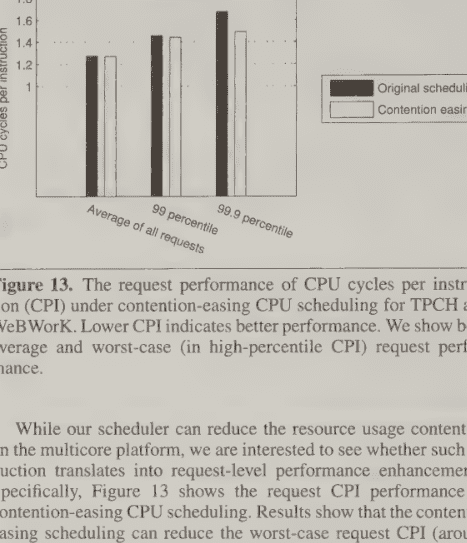 1.6
1.4
1.2
1
CPU cycles per instruction
Original scheduli
Contention easin
Average of all requests
99 percentile
99.9 percentile
igure 13. The request performance of CPU cycles per instr
on (CPI) under contention-easing CPU scheduling for TPCH a
WeBWorK. Lower CPI indicates better performance. We show b
verage and worst-case (in high-percentile CPI) request perf
nance.
While our scheduler can reduce the resource usage content
n the multicore platform, we are interested to see whether such
uction translates into request-level performance enhancemen
pecifically, Figure 13 shows the request CPI performance
ontention-easing CPU scheduling. Results show that the conten
asing scheduling can reduce the worst-case request CPI (arou